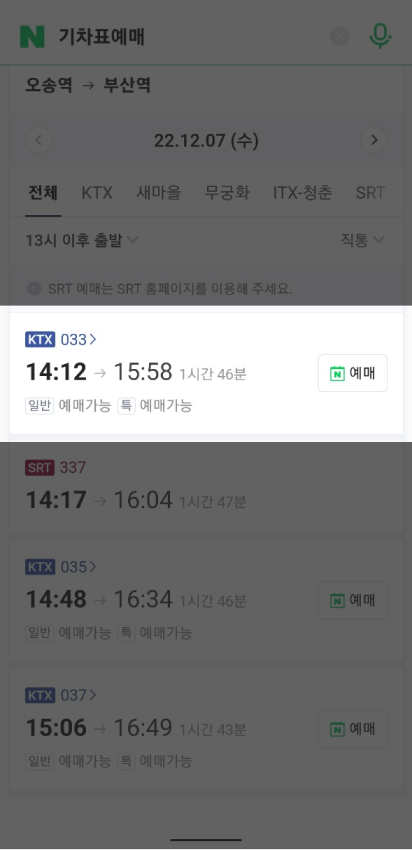 N 기차표예매
오송역 → 부산역
22.12.07 (수)
전체 KTX 새마을 무궁화 ITX-청춘 SRT
13시 이후 출발 직통
SRT 예매는 SRT 홈페이지를 이용해 주세요.
KTX 033
14:12 → 15:58 1시간 46분 N 예매
일반 예매가능 특 예매가능
SRT 337
14:17 → 16:04 1시간 47분
KTX 035
14:48 → 16:34 1시간 46분 N 예매
일반 예매가능 특 예매가능
KTX 037
15:06 → 16:49 1시간 43분 N 예매
일반 예매가능 특 예매가능